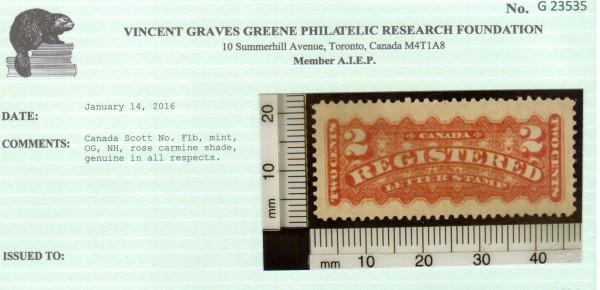 No. G 23535
VINCENT GRAVES GREENE PHILATELIC RESEARCH FOUNDATION
10 Summerhill Avenue, Toronto, Canada M4T1A8
Member A.I.E.P.
DATE:
January 14, 2016
COMMENTS:
Canada Scott No. F1b, mint,
OG, NH, rose carmine shade,
genuine in all respects.
ISSUED TO:
20
10
mm
2 CANADA 2
TWO CENTS
REGISTERED
TWO CENTS
LETTER STAMP
mm 10 20 30 40